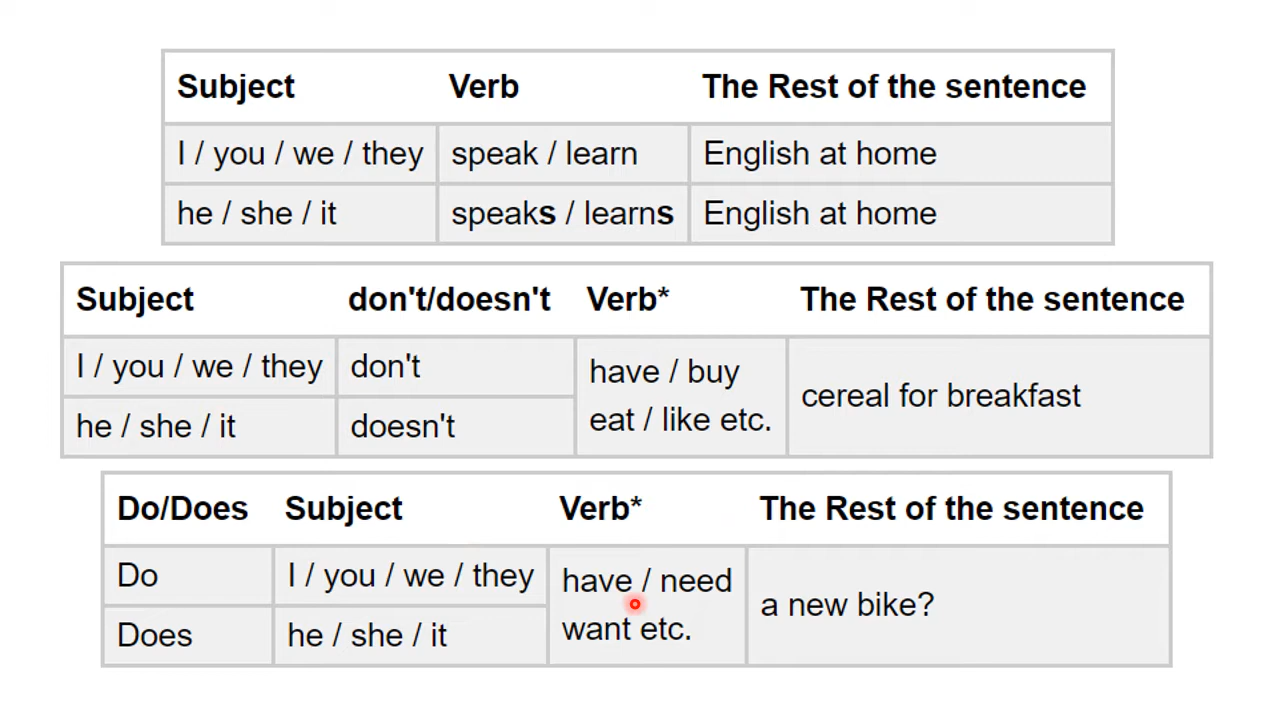 Subject Verb The Rest of the sentence
I / you / we / they speak / learn English at home
he / she / it speaks / learns English at home
Subject don't/doesn't Verb* The Rest of the sentence
I / you / we / they don't have / buy
he / she / it doesn't eat / like etc. cereal for breakfast
Do/Does Subject Verb* The Rest of the sentence
Do I / you / we / they have / need
Does he / she / it want etc. a new bike?